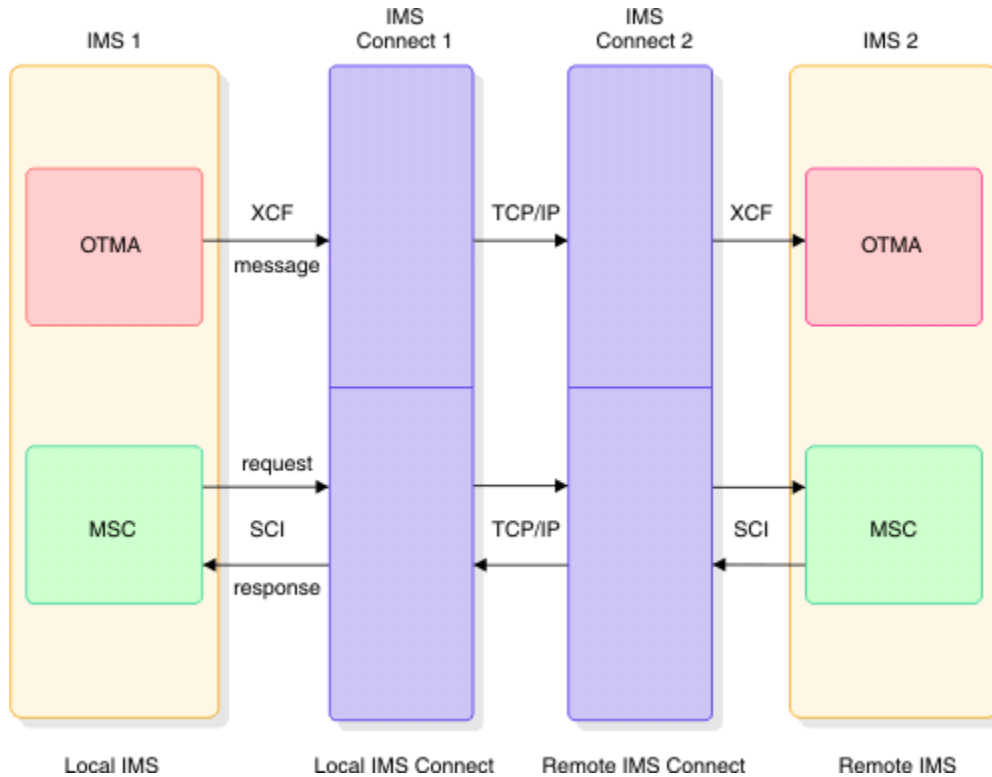 IMS 1
IMS
Connect 1
IMS
Connect 2
IMS 2
OTMA
XCF
message
TCP/IP
XCF
OTMA
MSC
request
SCI
response
TCP/IP
SCI
MSC
Local IMS
Local IMS Connect
Remote IMS Connect
Remote IMS